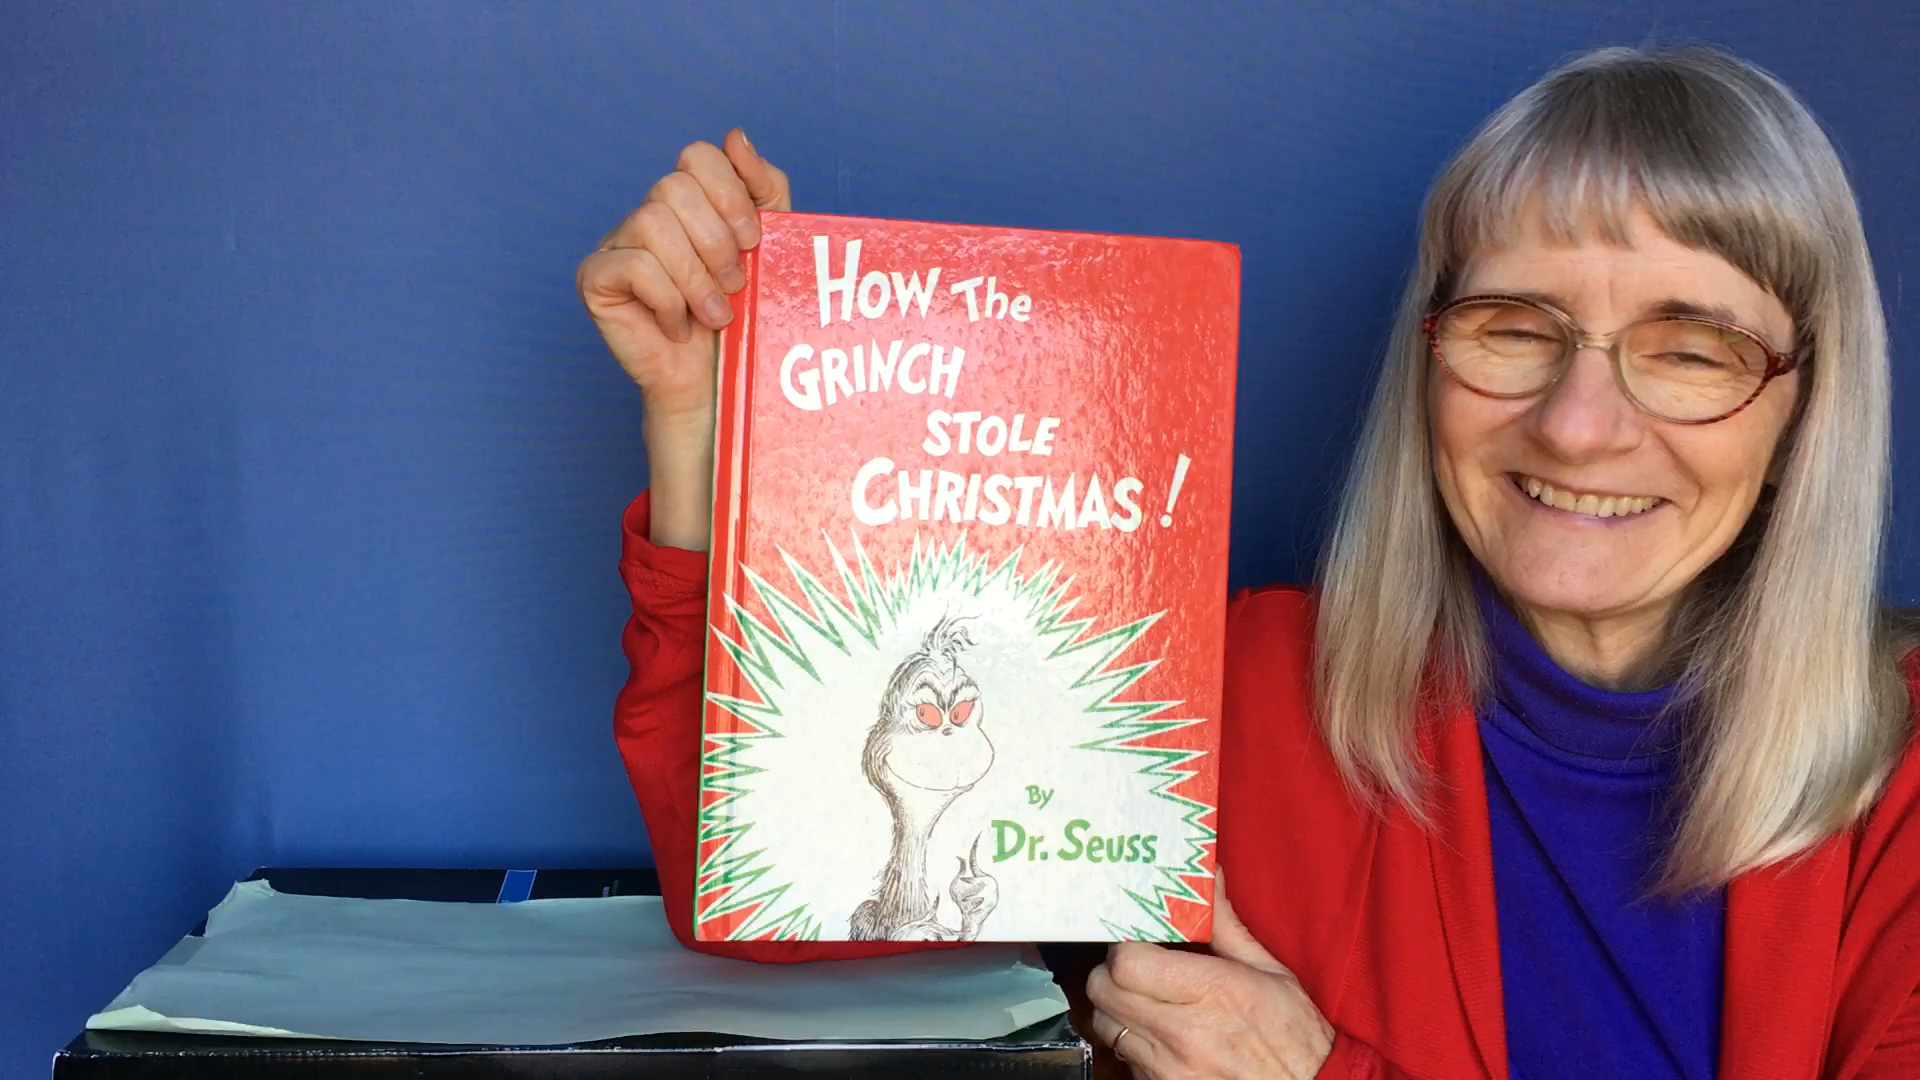 How The
GRINCH
STOLE
CHRISTMAS!
By
Dr. Seuss